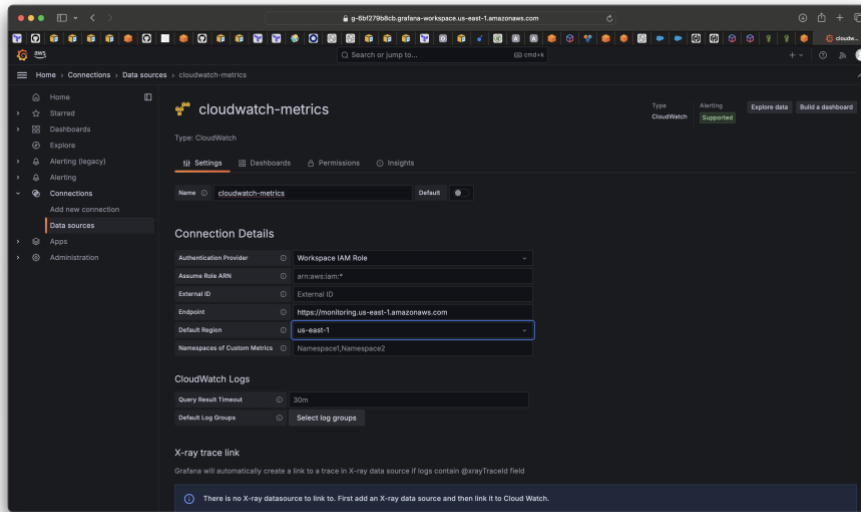 g-6bf279b8cb.grafana-workspace.us-east-1.amazonaws.com
cloudw...
aws
Search or jump to...
cmd+k
Home › Connections › Data sources › cloudwatch-metrics
Home
Starred
Dashboards
Explore
Alerting (legacy)
Alerting
Connections
Add new connection
Data sources
Apps
Administration
cloudwatch-metrics
Type: CloudWatch
Type
CloudWatch
Alerting
Supported
Explore data
Build a dashboard
Settings
Dashboards
Permissions
Insights
Name
cloudwatch-metrics
Default
Connection Details
Authentication Provider
Workspace IAM Role
Assume Role ARN
arn:aws:iam:*
External ID
External ID
Endpoint
https://monitoring.us-east-1.amazonaws.com
Default Region
us-east-1
Namespaces of Custom Metrics
Namespace1,Namespace2
CloudWatch Logs
Query Result Timeout
30m
Default Log Groups
Select log groups
X-ray trace link
Grafana will automatically create a link to a trace in X-ray data source if logs contain @xrayTraceId field
There is no X-ray datasource to link to. First add an X-ray data source and then link it to Cloud Watch.